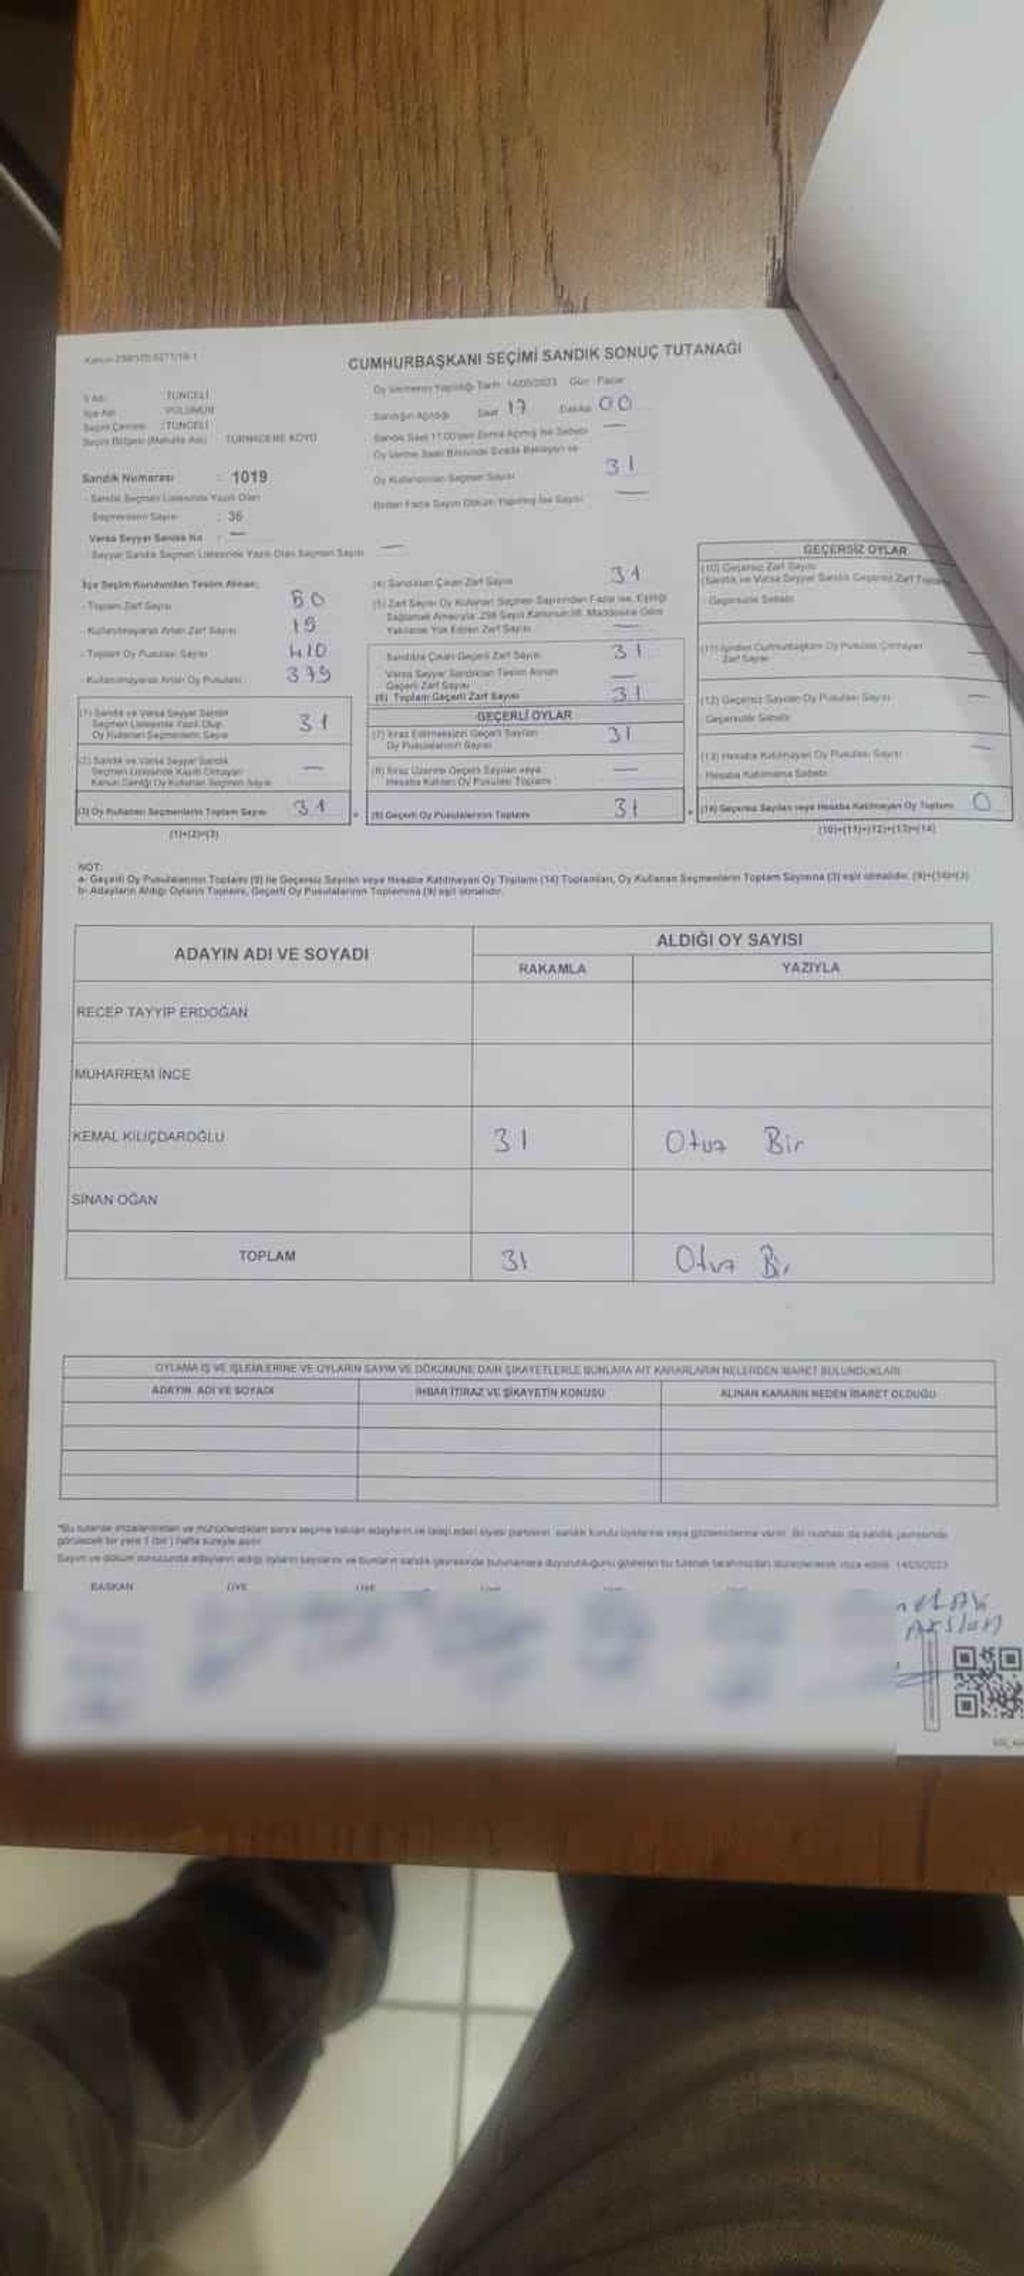 Kanun 298/105;6271/18-1
CUMHURBAŞKANI SEÇİMİ SANDIK SONUÇ TUTANAĞI
İl Adı : TUNCELİ
İlçe Adı : PÜLÜMÜR
Seçim Çevresi : TUNCELİ
Seçim Bölgesi (Mahalle Adı) : TURNADERE KÖYÜ
Sandık Numarası : 1019
- Sandık Seçmen Listesinde Yazılı Olan
Seçmenlerin Sayısı : 36
Varsa Seyyar Sandık No : —
- Seyyar Sandık Seçmen Listesinde Yazılı Olan Seçmen Sayısı —
Oy Vermenin Yapıldığı Tarih: 14/05/2023 Gün : Pazar
Sandığın Açıldığı Saat 17 Dakika 00
Sandık Saat 17:00'den Sonra Açılmış İse Sebebi —
Oy Verme Saati Bitiminde Sırada Bekleyen ve
Oy Kullandırılan Seçmen Sayısı 31
Birden Fazla Sayım Döküm Yapılmış İse Sayısı —
İlçe Seçim Kurulundan Teslim Alınan;
- Toplam Zarf Sayısı 50
- Kullanılmayarak Artan Zarf Sayısı 19
- Toplam Oy Pusulası Sayısı 410
- Kullanılmayarak Artan Oy Pusulası 379
(1) Sandık ve Varsa Seyyar Sandık
Seçmen Listesinde Yazılı Olup
Oy Kullanan Seçmenlerin Sayısı 31
(2) Sandık ve Varsa Seyyar Sandık
Seçmen Listesinde Kayıtlı Olmayan
Kanun Gereği Oy Kullanan Seçmen Sayısı —
(3) Oy Kullanan Seçmenlerin Toplam Sayısı 31
(1)+(2)=(3)
(4) Sandıktan Çıkan Zarf Sayısı 31
(5) Zarf Sayısı Oy Kullanan Seçmen Sayısından Fazla ise, Eşitliği
Sağlamak Amacıyla 298 Sayılı Kanunun 98. Maddesine Göre
Yakılarak Yok Edilen Zarf Sayısı —
Sandıkta Çıkan Geçerli Zarf Sayısı 31
Varsa Seyyar Sandıktan Teslim Alınan
Geçerli Zarf Sayısı —
(6) Toplam Geçerli Zarf Sayısı 31
GEÇERLİ OYLAR
(7) İtiraz Edilmeksizin Geçerli Sayılan
Oy Pusulalarının Sayısı 31
(8) İtiraz Üzerine Geçerli Sayılan veya
Hesaba Katılan Oy Pusulası Toplamı —
(9) Geçerli Oy Pusulalarının Toplamı 31
GEÇERSİZ OYLAR
(10) Geçersiz Zarf Sayısı
(Sandık ve Varsa Seyyar Sandık Geçersiz Zarf
Geçersizlik Sebebi
(11) İçinden Cumhurbaşkanı Oy Pusulası Çıkmayan
Zarf Sayısı —
(12) Geçersiz Sayılan Oy Pusulası Sayısı —
Geçersizlik Sebebi
(13) Hesaba Katılmayan Oy Pusulası Sayısı —
Hesaba Katılmama Sebebi
(14) Geçersiz Sayılan veya Hesaba Katılmayan Oy Toplamı 0
(10)+(11)+(12)+(13)=(14)
NOT:
a- Geçerli Oy Pusulalarının Toplamı (9) ile Geçersiz Sayılan veya Hesaba Katılmayan Oy Toplamı (14) Toplamları, Oy Kullanan Seçmenlerin Toplam Sayısına (3) eşit olmalıdır. (9)+(14)=(3)
b- Adayların Aldığı Oyların Toplamı, Geçerli Oy Pusulalarının Toplamına (9) eşit olmalıdır.
ADAYIN ADI VE SOYADI
ALDIĞI OY SAYISI
RAKAMLA YAZIYLA
RECEP TAYYİP ERDOĞAN
MUHARREM İNCE
KEMAL KILIÇDAROĞLU 31 Otuz Bir
SİNAN OĞAN
TOPLAM 31 Otuz Bir
OYLAMA İŞ VE İŞLEMLERİNE VE OYLARIN SAYIM VE DÖKÜMÜNE DAİR ŞİKAYETLERLE BUNLARA AİT KARARLARIN NELERDEN İBARET BULUNDUKLARI
ADAYIN ADI VE SOYADI İHBAR İTİRAZ VE ŞİKAYETİN KONUSU ALINAN KARARIN NEDEN İBARET OLDUĞU
BAŞKAN ÜYE ÜYE
Arslan